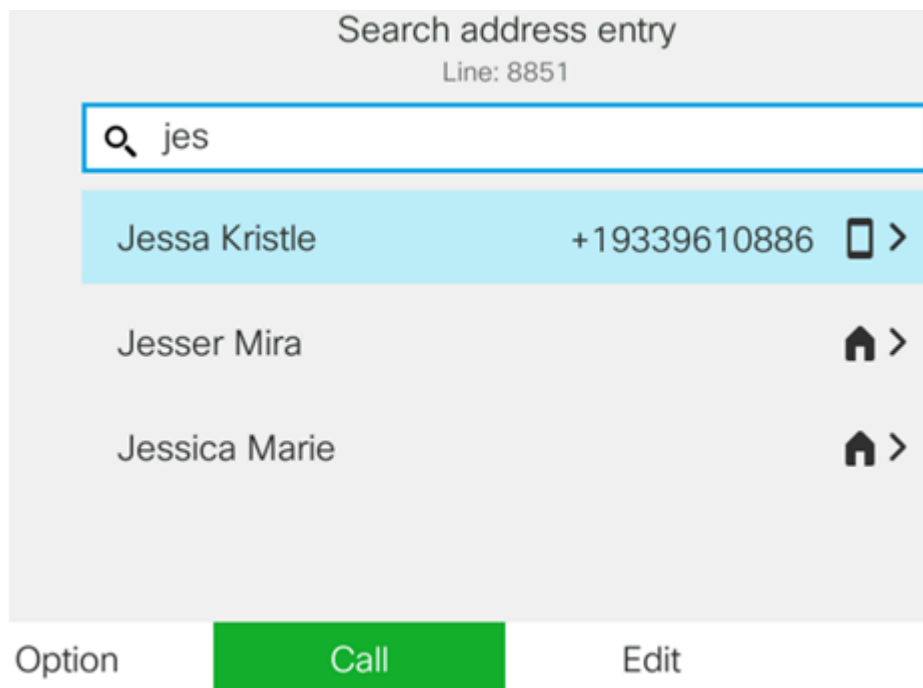 Search address entry
Line: 8851
jes
Jessa Kristle +19339610886
Jesser Mira
Jessica Marie
Option Call Edit